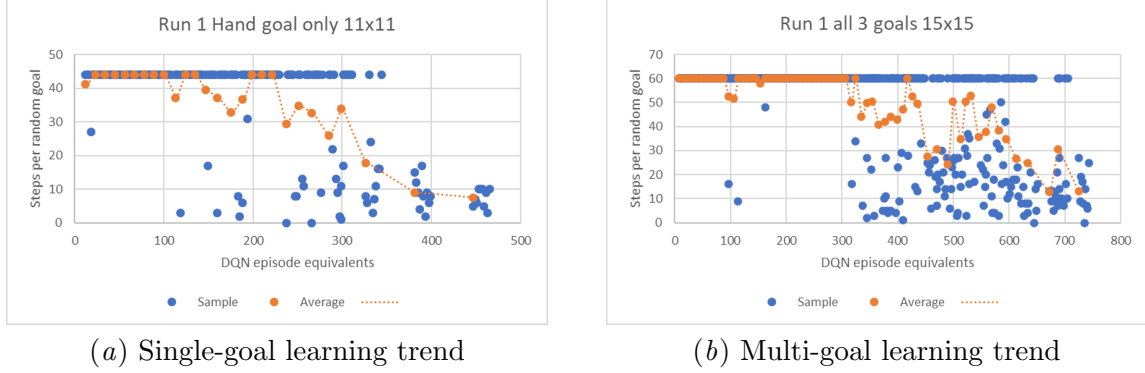 Run 1 Hand goal only 11x11
50
40
30
20
10
0
Steps per random goal
0 100 200 300 400 500
DQN episode equivalents
Sample Average
(a) Single-goal learning trend
Run 1 all 3 goals 15x15
70
60
50
40
30
20
10
0
Steps per random goal
0 100 200 300 400 500 600 700 800
DQN episode equivalents
Sample Average
(b) Multi-goal learning trend